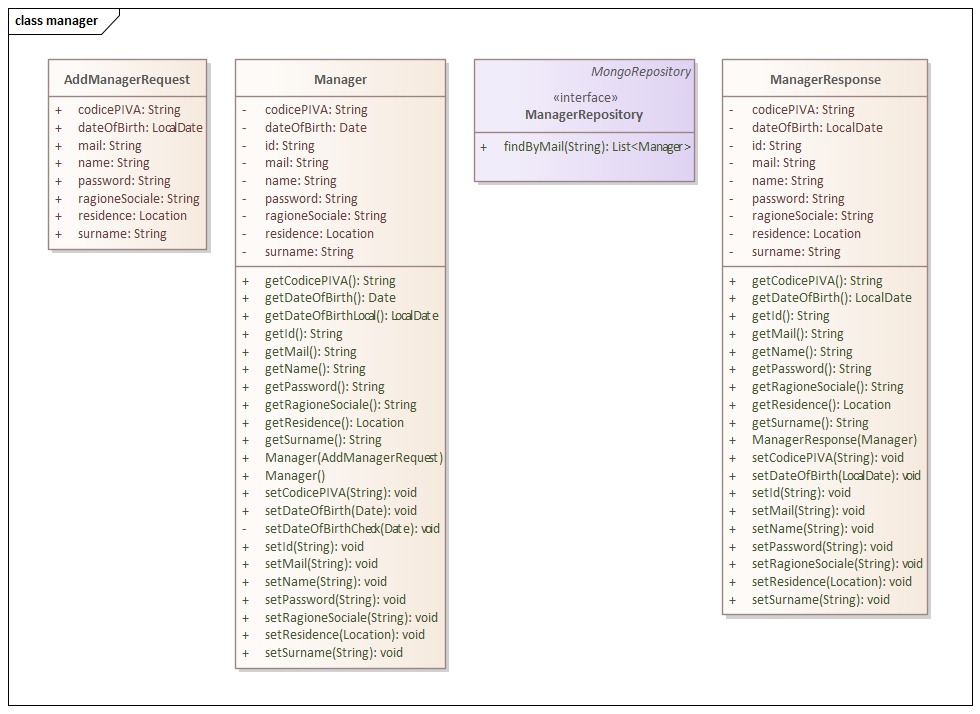 class manager
AddManagerRequest
+ codicePIVA: String
+ dateOfBirth: LocalDate
+ mail: String
+ name: String
+ password: String
+ ragioneSociale: String
+ residence: Location
+ surname: String
Manager
- codicePIVA: String
- dateOfBirth: Date
- id: String
- mail: String
- name: String
- password: String
- ragioneSociale: String
- residence: Location
- surname: String
+ getCodicePIVA(): String
+ getDateOfBirth(): Date
+ getDateOfBirthLocal(): LocalDate
+ getId(): String
+ getMail(): String
+ getName(): String
+ getPassword(): String
+ getRagioneSociale(): String
+ getResidence(): Location
+ getSurname(): String
+ Manager(AddManagerRequest)
+ Manager()
+ setCodicePIVA(String): void
+ setDateOfBirth(Date): void
- setDateOfBirthCheck(Date): void
+ setId(String): void
+ setMail(String): void
+ setName(String): void
+ setPassword(String): void
+ setRagioneSociale(String): void
+ setResidence(Location): void
+ setSurname(String): void
MongoRepository
«interface»
ManagerRepository
+ findByMail(String): List<Manager>
ManagerResponse
- codicePIVA: String
- dateOfBirth: LocalDate
- id: String
- mail: String
- name: String
- password: String
- ragioneSociale: String
- residence: Location
- surname: String
+ getCodicePIVA(): String
+ getDateOfBirth(): LocalDate
+ getId(): String
+ getMail(): String
+ getName(): String
+ getPassword(): String
+ getRagioneSociale(): String
+ getResidence(): Location
+ getSurname(): String
+ ManagerResponse(Manager)
+ setCodicePIVA(String): void
+ setDateOfBirth(LocalDate): void
+ setId(String): void
+ setMail(String): void
+ setName(String): void
+ setPassword(String): void
+ setRagioneSociale(String): void
+ setResidence(Location): void
+ setSurname(String): void